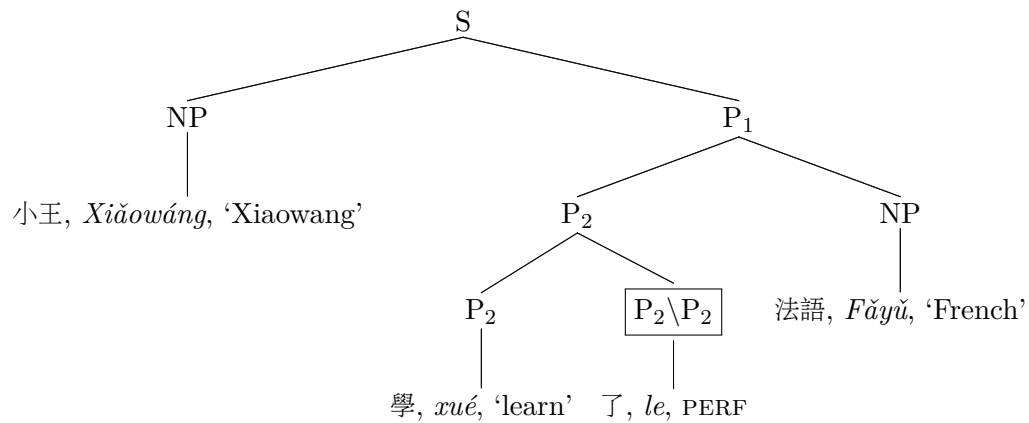 S
NP P₁
小王, Xiǎowáng, ‘Xiaowang’ P₂ NP
P₂ P₂\P₂ 法語, Fǎyǔ, ‘French’
學, xué, ‘learn’ 了, le, PERF